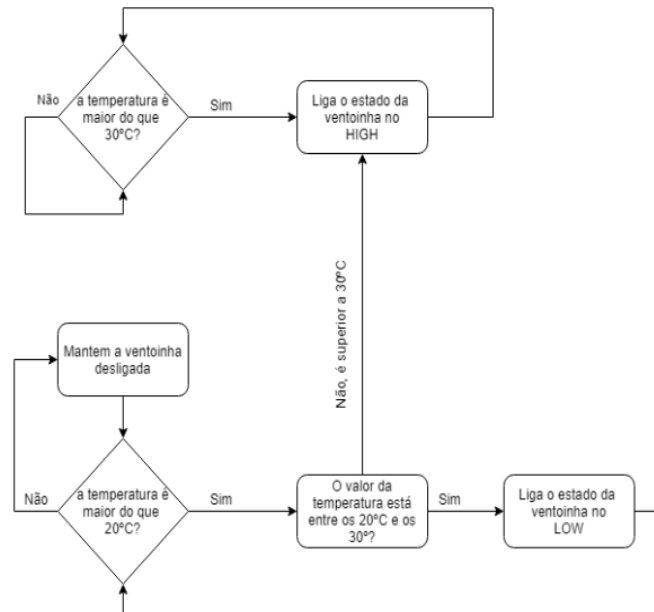 Não
a temperatura é
maior do que
30ºC?
Sim
Liga o estado da
ventoinha no
HIGH
Não, é superior a 30ºC
Mantem a ventoinha
desligada
Não
a temperatura é
maior do que
20ºC?
Sim
O valor da
temperatura está
entre os 20ºC e os
30º?
Sim
Liga o estado da
ventoinha no
LOW